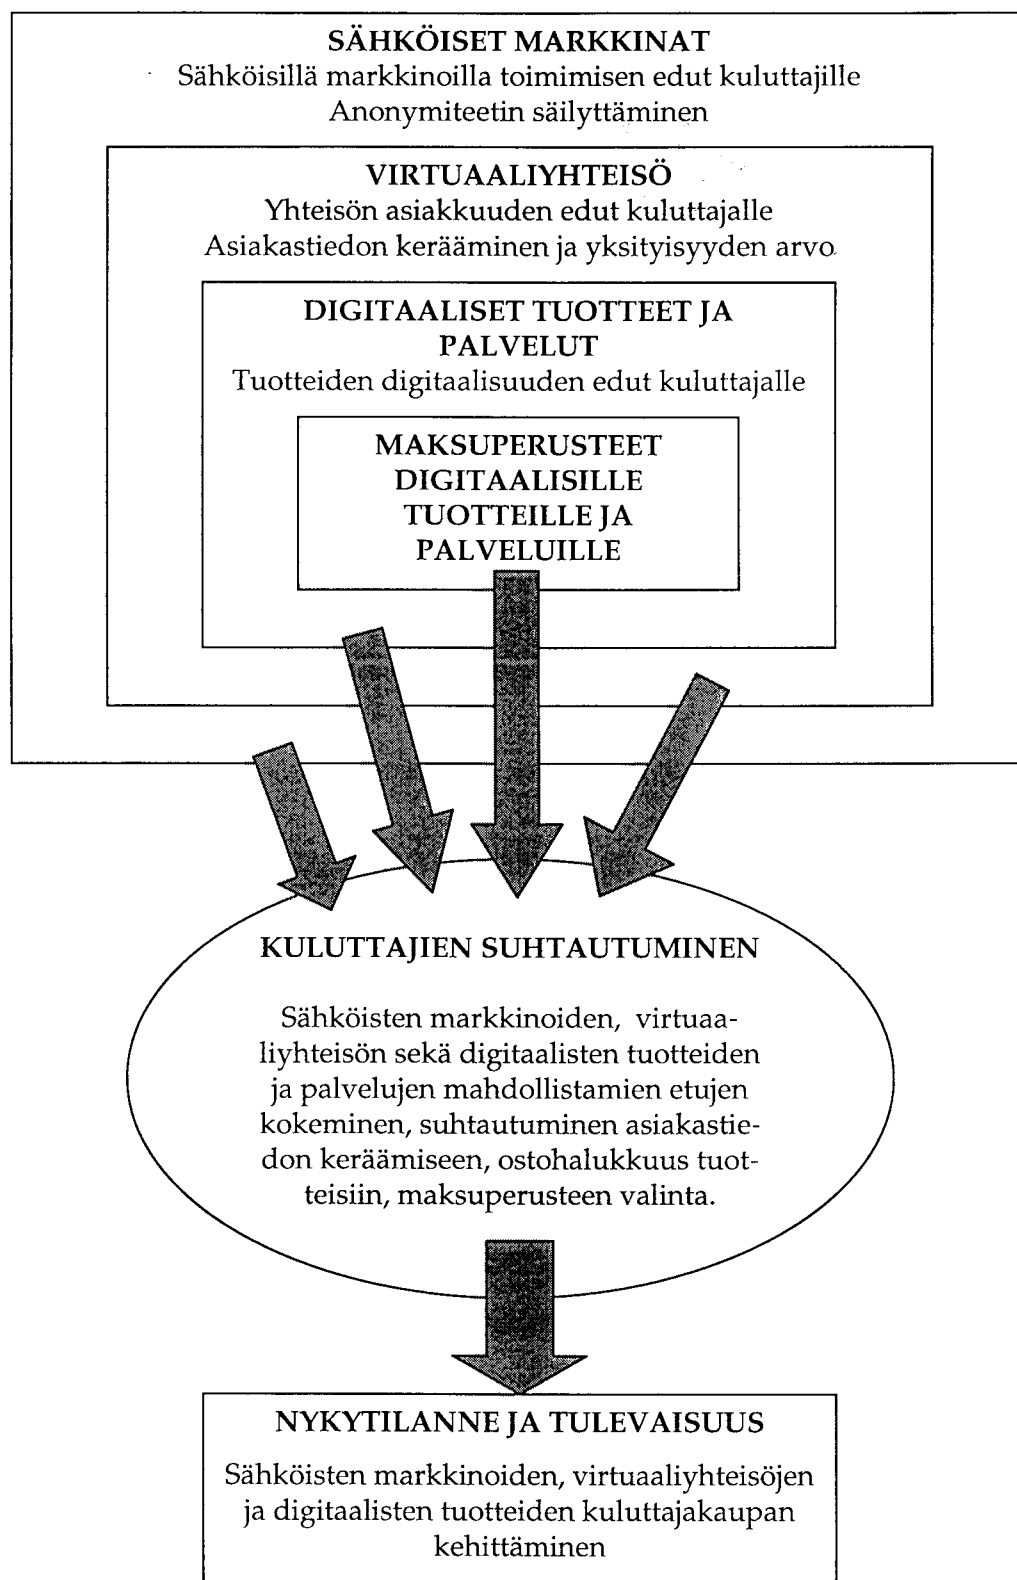 SÄHKÖISET MARKKINAT
Sähköisillä markkinoilla toimimisen edut kuluttajille
Anonymiteetin säilyttäminen
VIRTUAALIYHTEISÖ
Yhteisön asiakkuuden edut kuluttajalle
Asiakastiedon kerääminen ja yksityisyyden arvo
DIGITAALISET TUOTTEET JA
PALVELUT
Tuotteiden digitaalisuuden edut kuluttajalle
MAKSUPERUSTEET
DIGITAALISILLE
TUOTTEILLE JA
PALVELUILLE
KULUTTAJIEN SUHTAUTUMINEN
Sähköisten markkinoiden, virtuaa-
liyhteisön sekä digitaalisten tuotteiden
ja palvelujen mahdollistamien etujen
kokeminen, suhtautuminen asiakastie-
don keräämiseen, ostohalukkuus tuot-
teisiin, maksuperusteen valinta.
NYKYTILANNE JA TULEVAISUUS
Sähköisten markkinoiden, virtuaaliyhteisöjen
ja digitaalisten tuotteiden kuluttajakaupan
kehittäminen